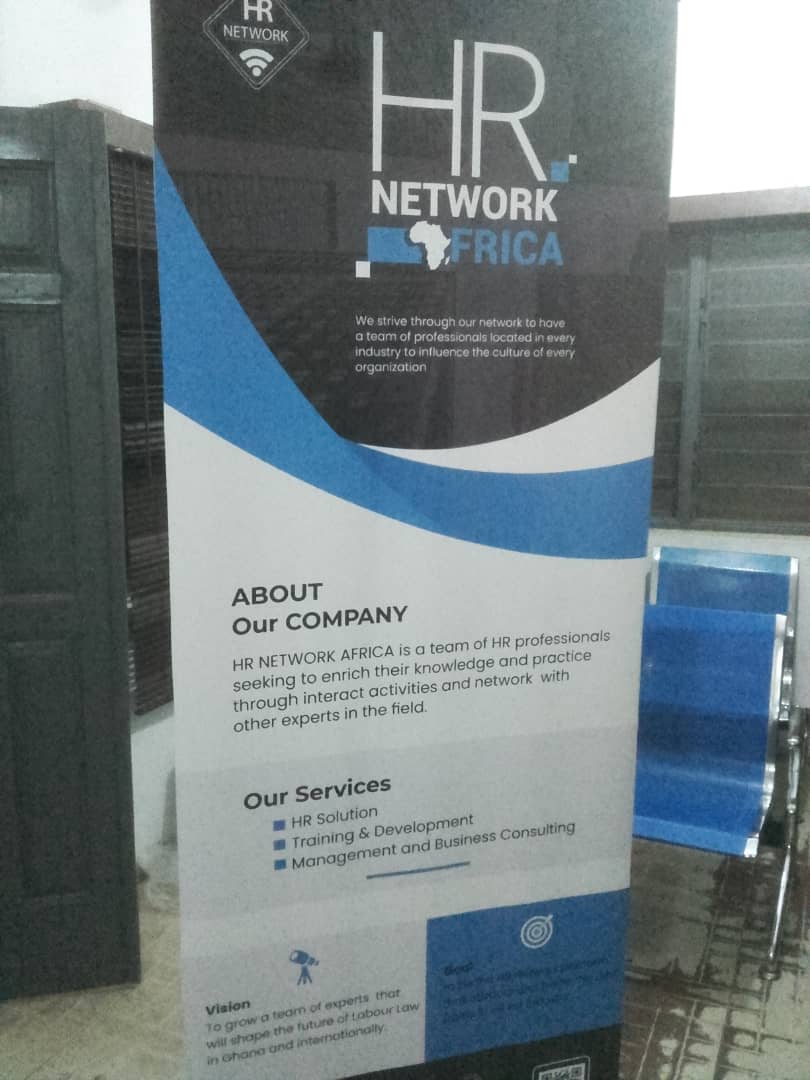 HR
NETWORK
HR
NETWORK
AFRICA
We strive through our network to have
a team of professionals located in every
industry to influence the culture of every
organization
ABOUT
Our COMPANY
HR NETWORK AFRICA is a team of HR professionals
seeking to enrich their knowledge and practice
through interact activities and network with
other experts in the field.
Our Services
HR Solution
Training & Development
Management and Business Consulting
Vision
To grow a team of experts that
will shape the future of Labour Law
in Ghana and internationally.
Goal